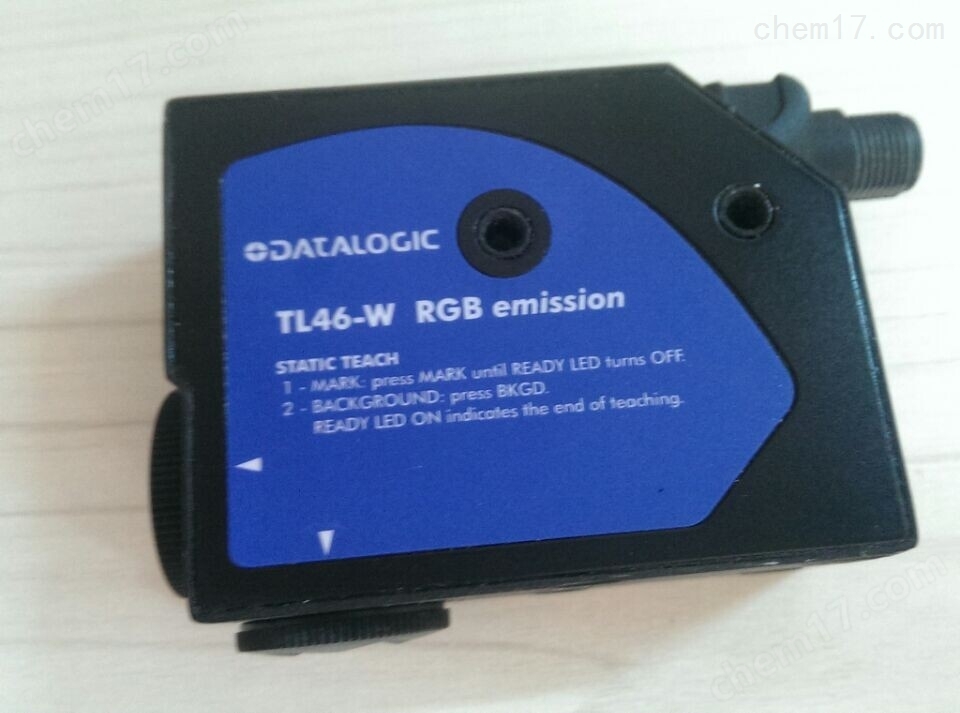 chem17.com
DATALOGIC
TL46-W RGB emission
STATIC TEACH
1 - MARK: press MARK until READY LED turns OFF.
2 - BACKGROUND: press BKGD.
READY LED ON indicates the end of teaching.
chem17.com
chem17.com
chem17.com